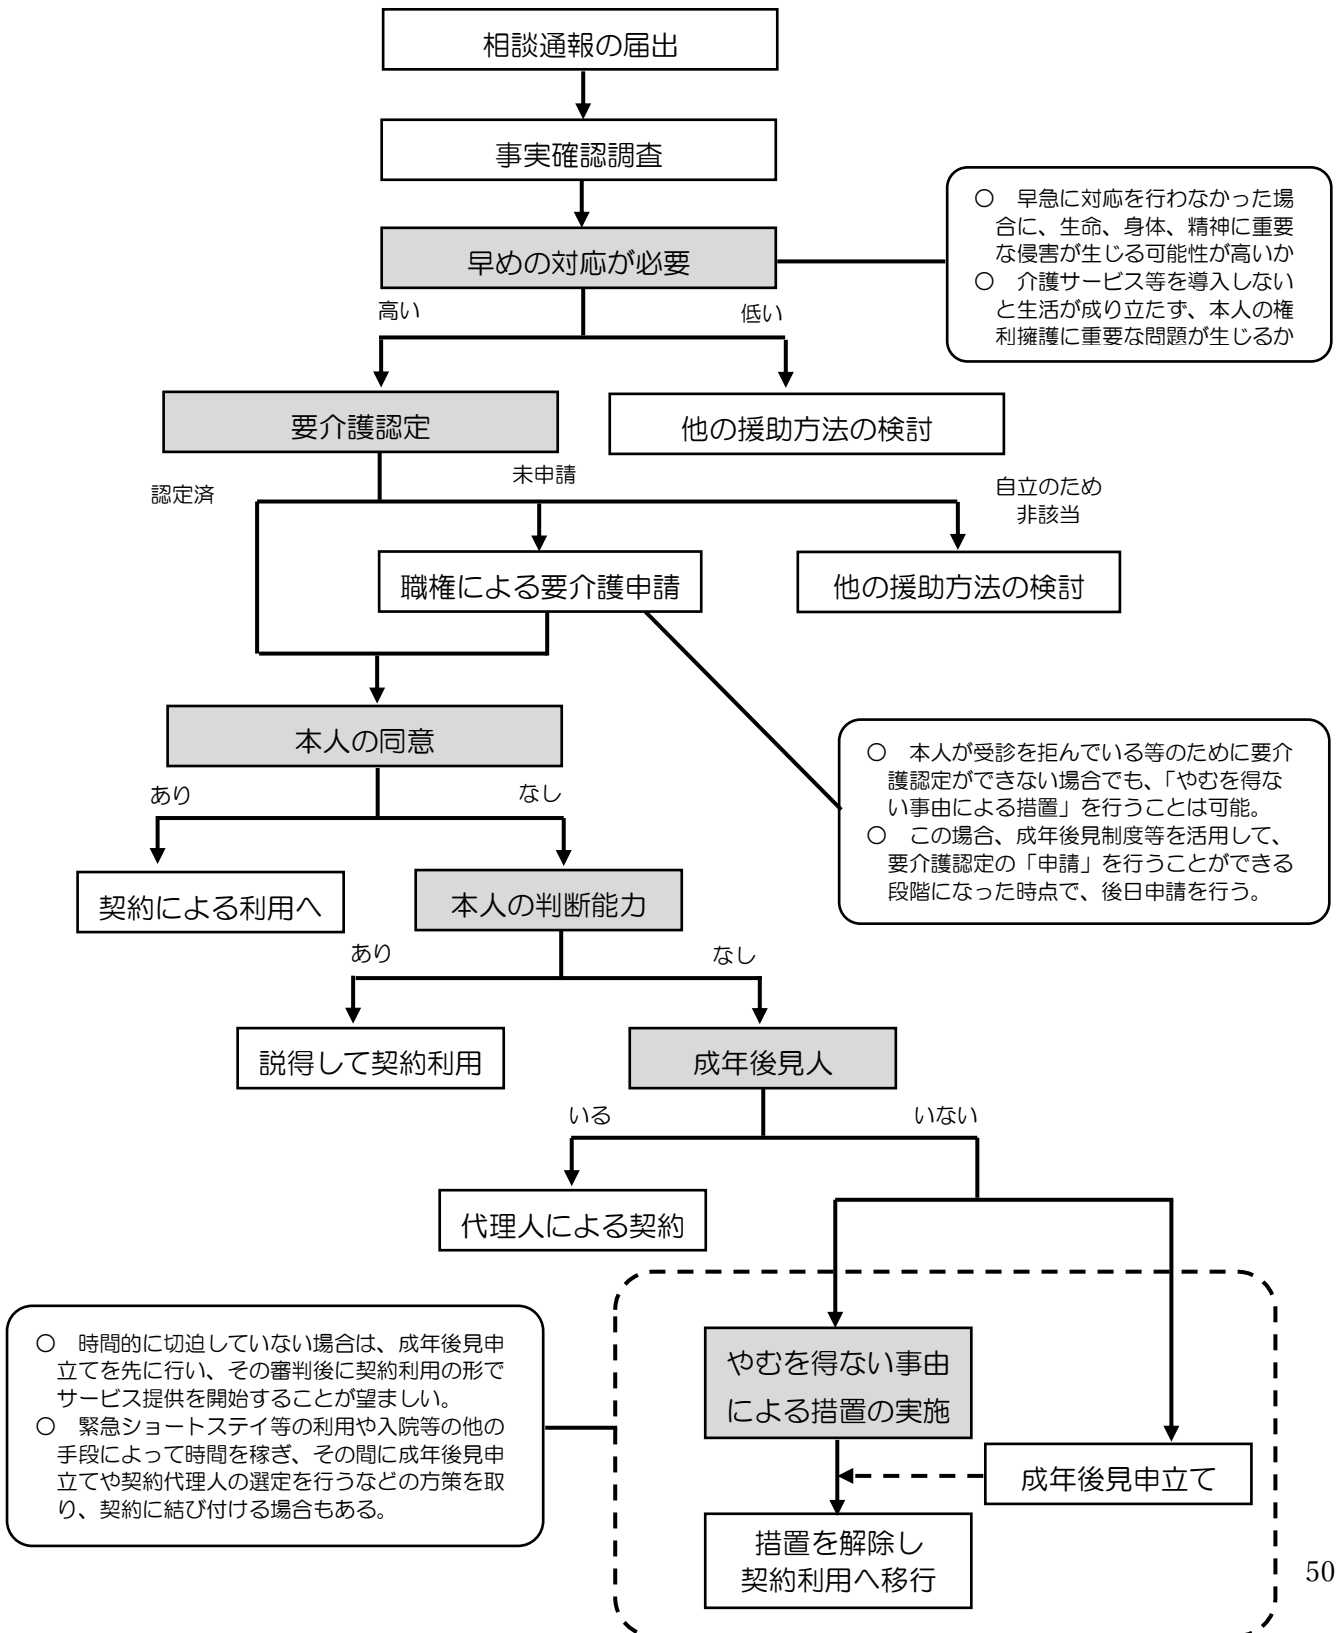 相談通報の届出
事実確認調査
早めの対応が必要
○　早急に対応を行わなかった場
合に、生命、身体、精神に重要
な侵害が生じる可能性が高いか
○　介護サービス等を導入しない
と生活が成り立たず、本人の権
利擁護に重要な問題が生じるか
高い
低い
要介護認定
他の援助方法の検討
認定済
未申請
自立のため
非該当
職権による要介護申請
他の援助方法の検討
本人の同意
○　本人が受診を拒んでいる等のために要介
護認定ができない場合でも、「やむを得な
い事由による措置」を行うことは可能。
○　この場合、成年後見制度等を活用して、
要介護認定の「申請」を行うことができる
段階になった時点で、後日申請を行う。
あり
なし
契約による利用へ
本人の判断能力
あり
なし
説得して契約利用
成年後見人
いる
いない
代理人による契約
○　時間的に切迫していない場合は、成年後見申
立てを先に行い、その審判後に契約利用の形で
サービス提供を開始することが望ましい。
○　緊急ショートステイ等の利用や入院等の他の
手段によって時間を稼ぎ、その間に成年後見申
立てや契約代理人の選定を行うなどの方策を取
り、契約に結び付ける場合もある。
やむを得ない事由
による措置の実施
成年後見申立て
措置を解除し
契約利用へ移行
50